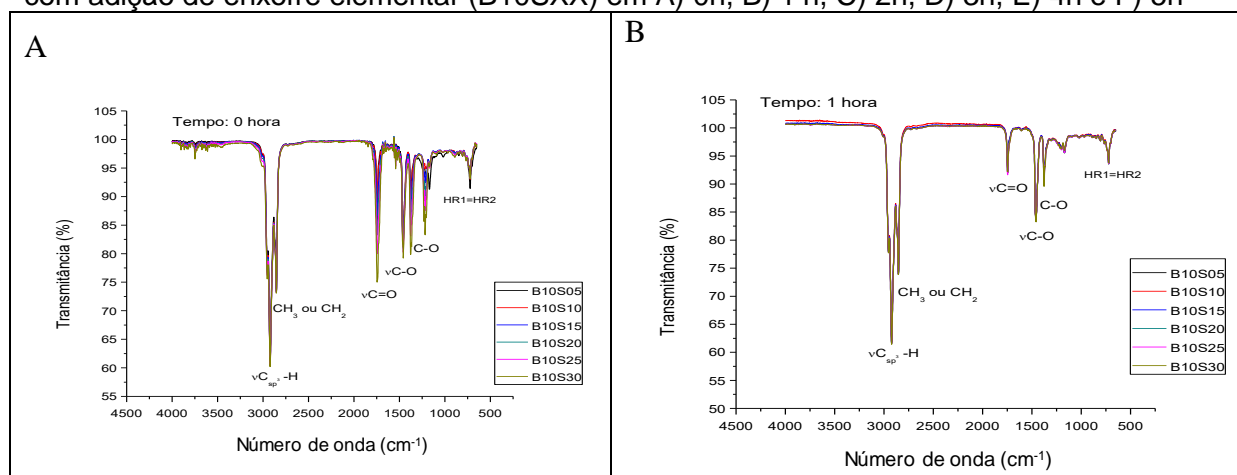 com adição de enxofre elementar (B10SXX) em A) 0h, B) 1 h, C) 2h, D) 3h, E) 4h e F) 5h
A
Tempo: 0 hora
105
100
95
90
85
80
75
70
65
60
55
Transmitância (%)
HR1=HR2
C-O
νC-O
νC=O
CH3 ou CH2
νCsp3 -H
B10S05
B10S10
B10S15
B10S20
B10S25
B10S30
4500 4000 3500 3000 2500 2000 1500 1000 500
Número de onda (cm-1)
B
Tempo: 1 hora
105
100
95
90
85
80
75
70
65
60
55
50
Transmitância (%)
HR1=HR2
νC=O
C-O
νC-O
CH3 ou CH2
νCsp3 -H
B10S05
B10S10
B10S15
B10S20
B10S25
B10S30
4500 4000 3500 3000 2500 2000 1500 1000 500
Número de onda (cm-1)